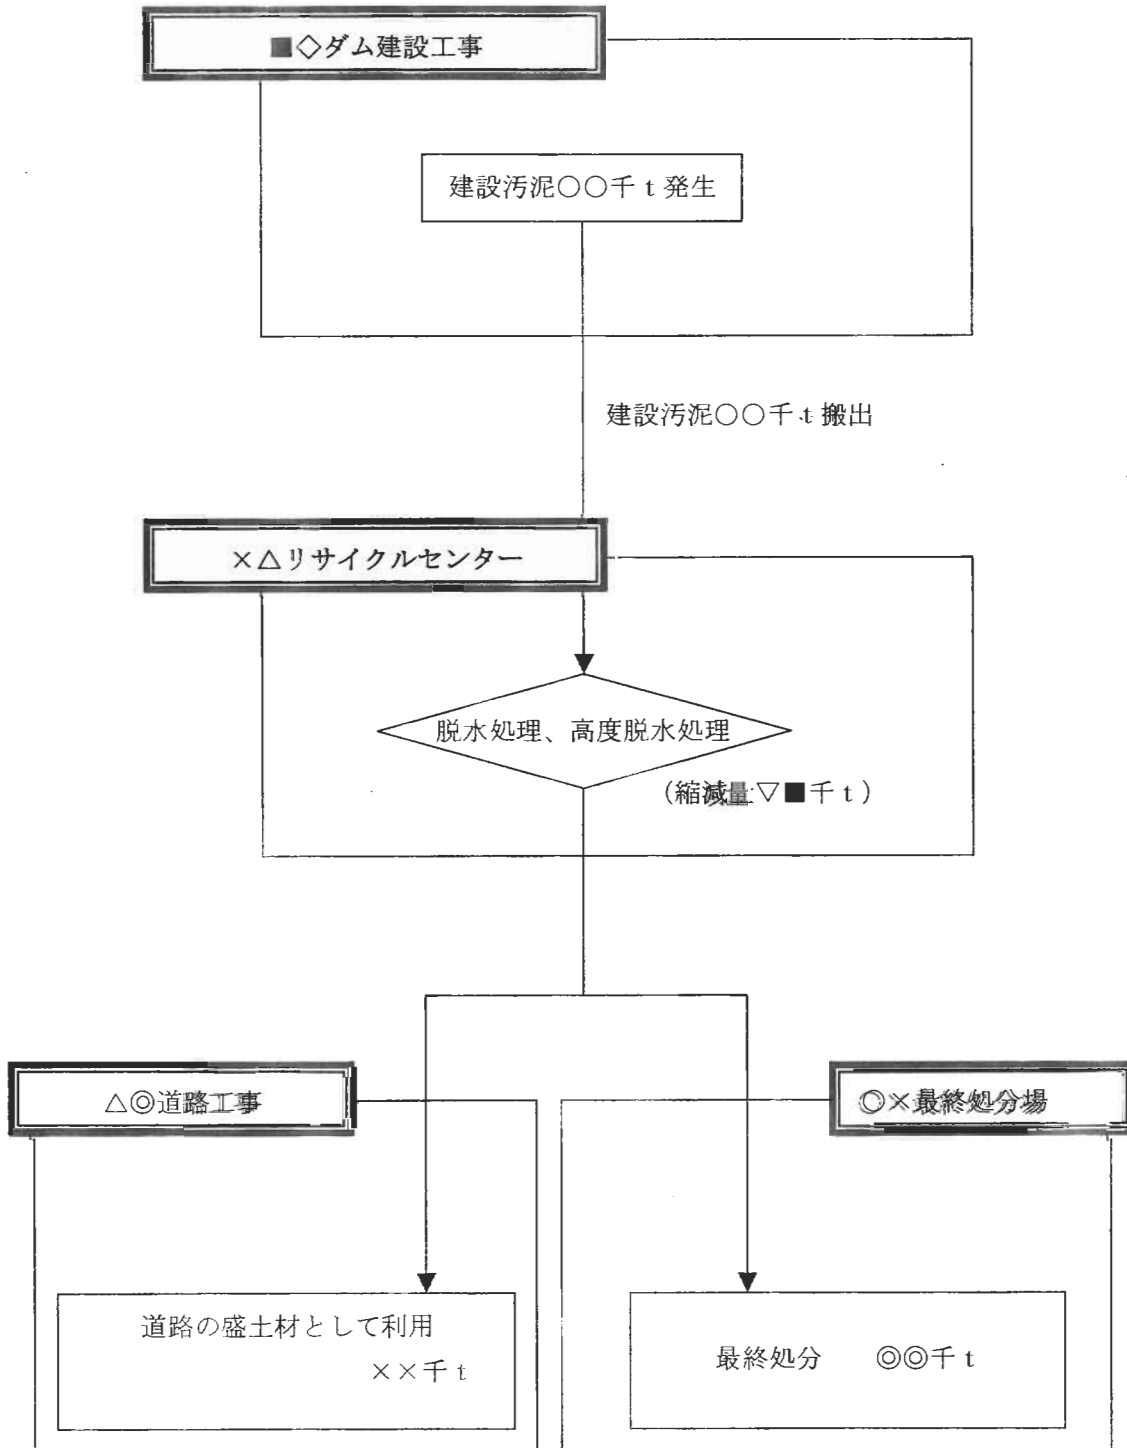 ■◇ダム建設工事
建設汚泥○○千t発生
建設汚泥○○千t搬出
×△リサイクルセンター
脱水処理、高度脱水処理
(縮減量▽■千t)
△◎道路工事
○×最終処分場
道路の盛土材として利用
××千t
最終処分 ◎◎千t